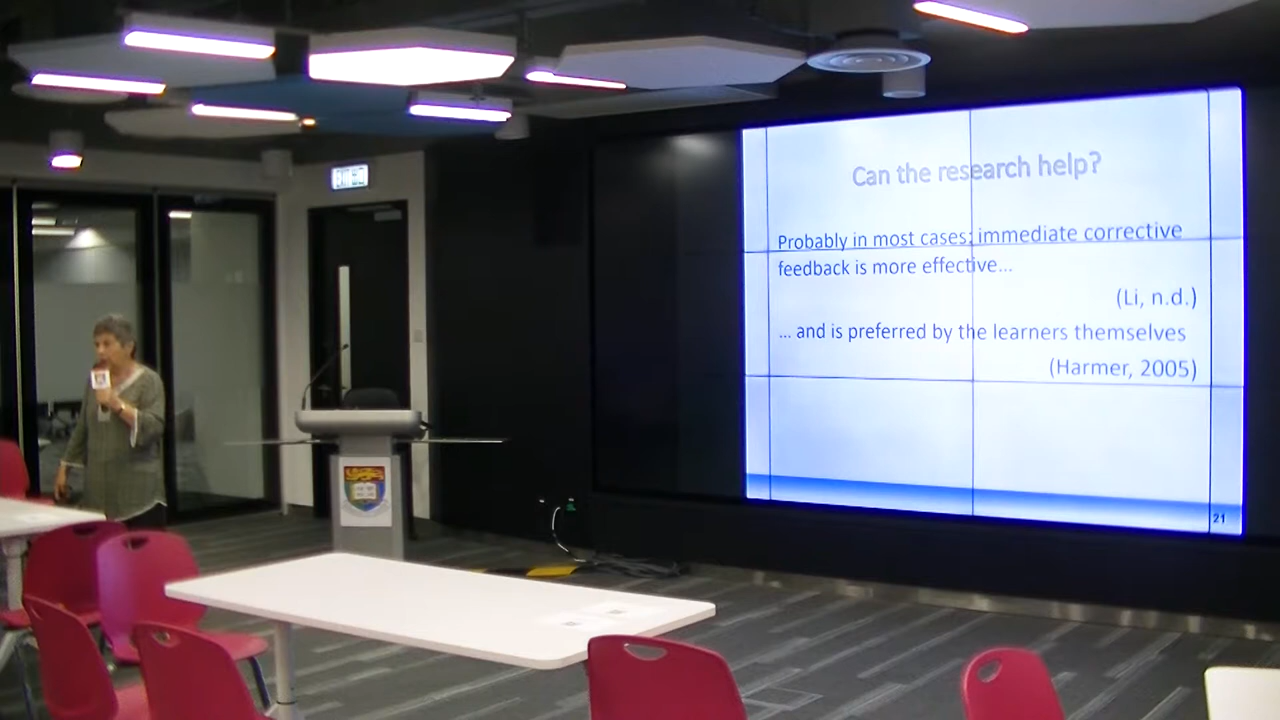 Can the research help?
Probably in most cases; immediate corrective
feedback is more effective...
(Li, n.d.)
... and is preferred by the learners themselves
(Harmer, 2005)
21
EXIT